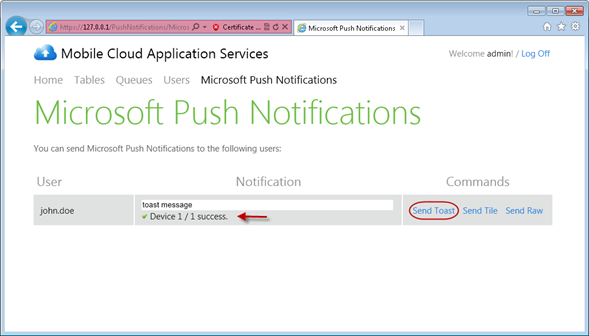 https://127.0.0.1/PushNotifications/Micros
Certificate ...
Microsoft Push Notifications
Mobile Cloud Application Services
Welcome admin! / Log Off
Home Tables Queues Users Microsoft Push Notifications
Microsoft Push Notifications
You can send Microsoft Push Notifications to the following users:
User Notification Commands
john.doe
toast message
Device 1 / 1 success.
Send Toast Send Tile Send Raw